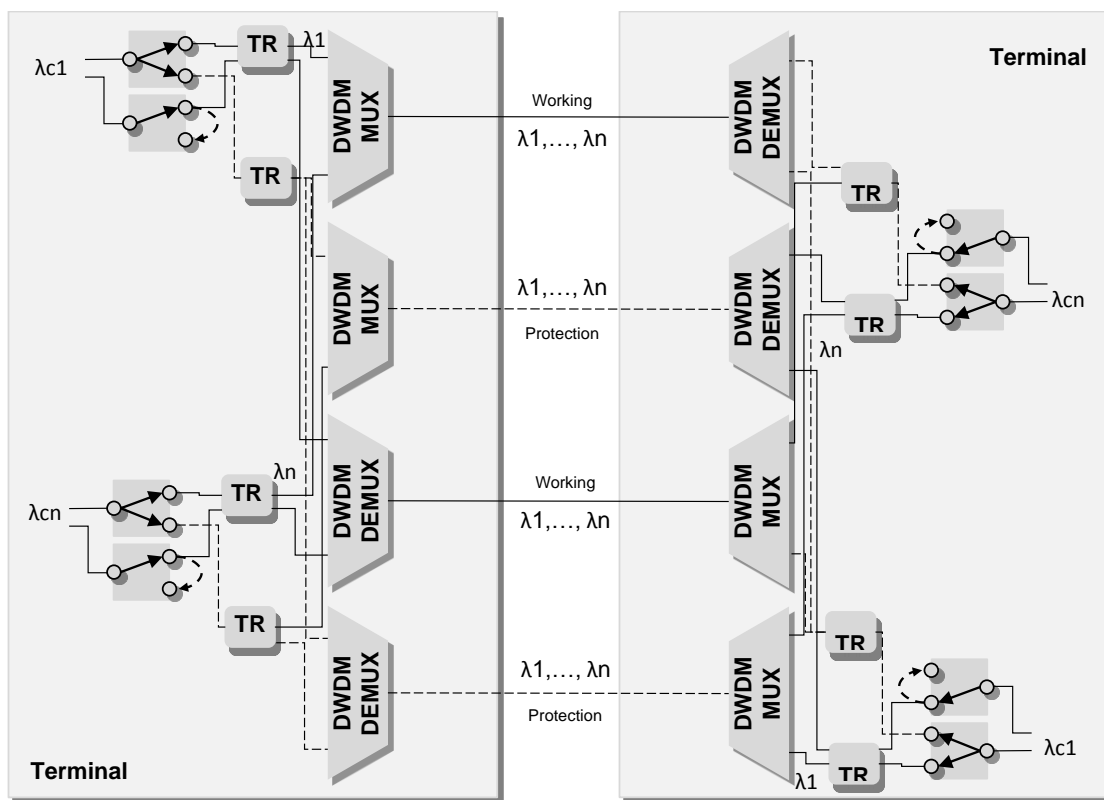 Terminal
λc1
TR
λ1
DWDM
MUX
Working
λ1,…, λn
DWDM
DEMUX
TR
TR
DWDM
MUX
λ1,…, λn
Protection
DWDM
DEMUX
TR
λcn
λn
λcn
TR
λn
DWDM
DEMUX
Working
λ1,…, λn
DWDM
MUX
TR
DWDM
DEMUX
λ1,…, λn
Protection
DWDM
MUX
TR
λ1
TR
λc1
Terminal